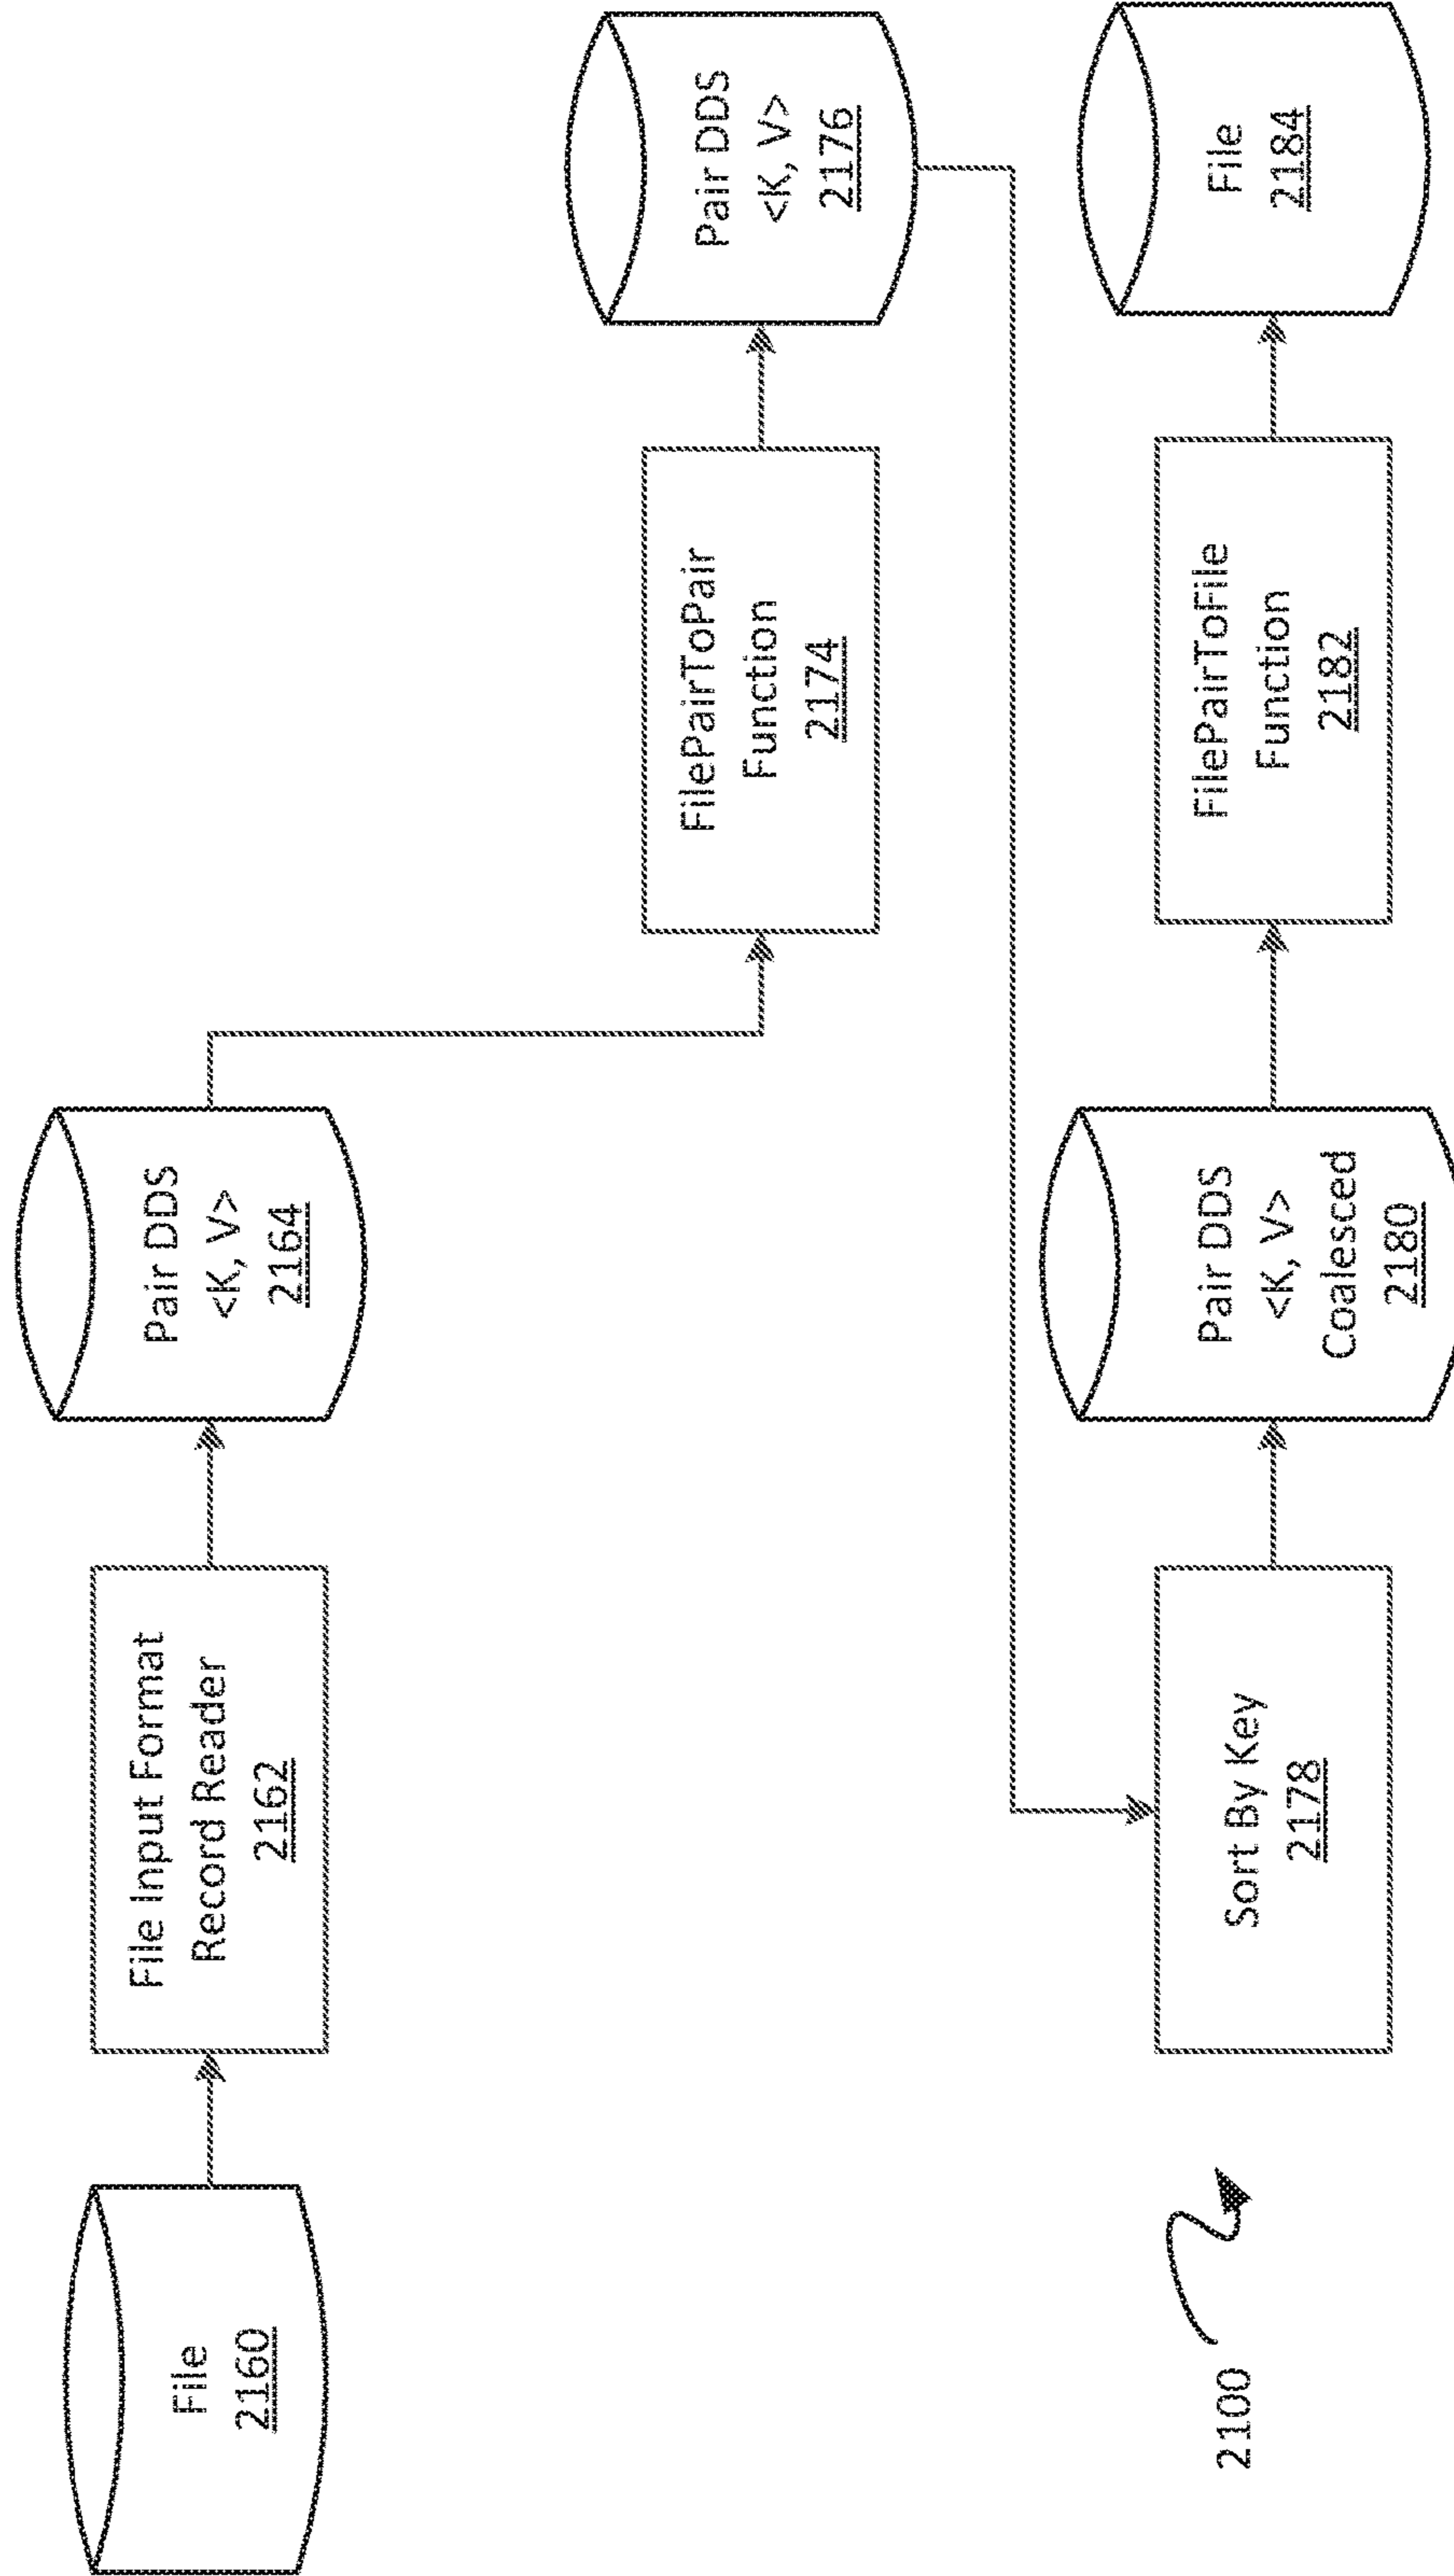 File
2160
File Input Format
Record Reader
2162
Pair DDS
<K, V>
2164
FilePairToPair
Function
2174
Pair DDS
<K, V>
2176
Sort By Key
2178
Pair DDS
<K, V>
Coalesced
2180
FilePairToFile
Function
2182
File
2184
2100